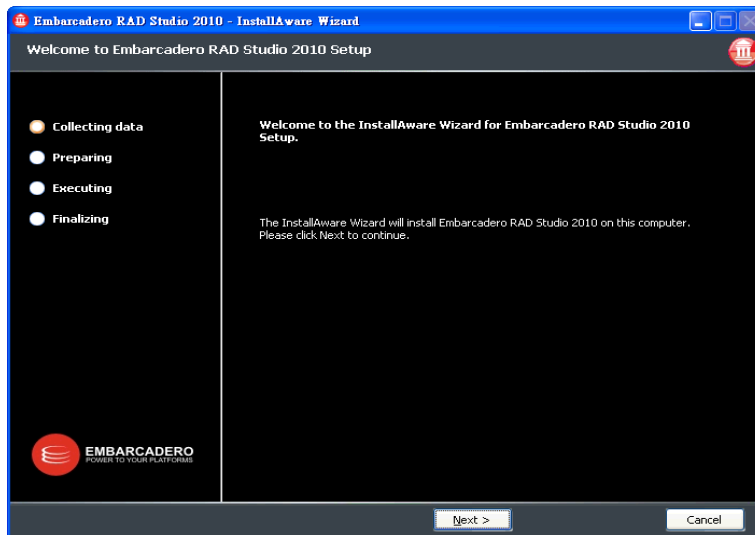 Embarcadero RAD Studio 2010 - InstallAware Wizard
Welcome to Embarcadero RAD Studio 2010 Setup
Collecting data
Preparing
Executing
Finalizing
Welcome to the InstallAware Wizard for Embarcadero RAD Studio 2010
Setup.
The InstallAware Wizard will install Embarcadero RAD Studio 2010 on this computer.
Please click Next to continue.
EMBARCADERO
POWER TO YOUR PLATFORMS
Next >
Cancel